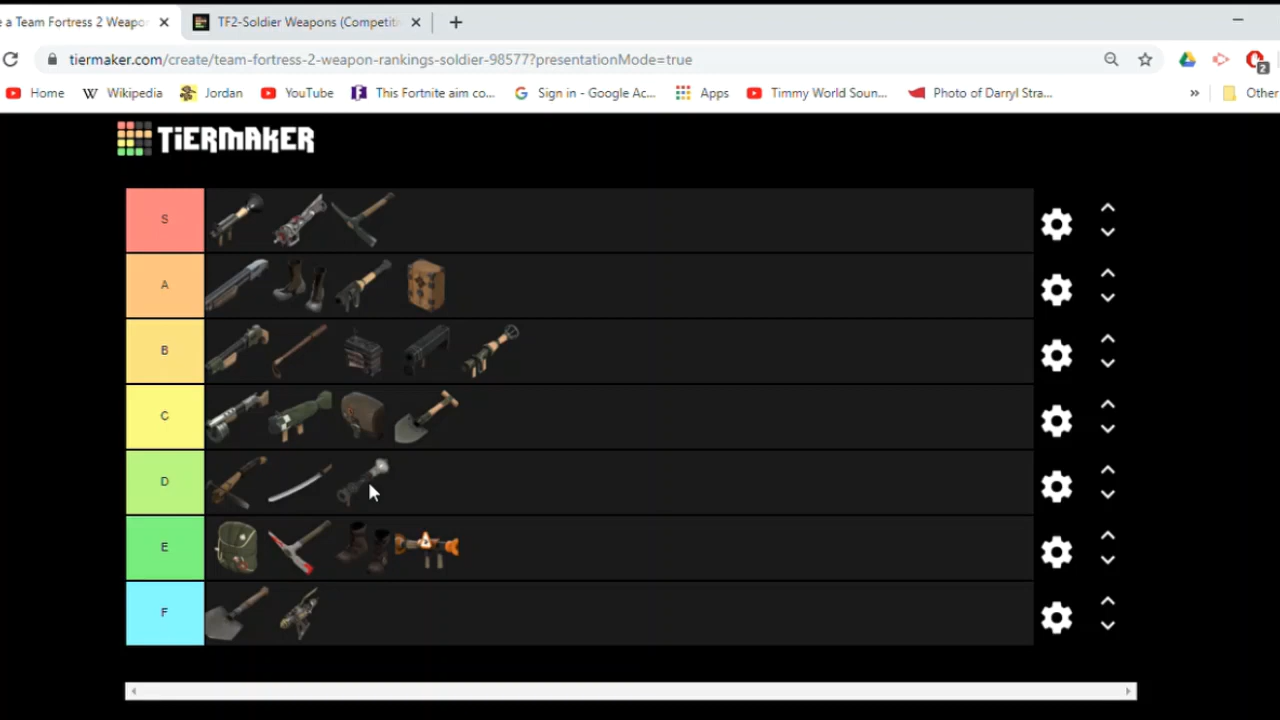 e a Team Fortress 2 Weapo
TF2-Soldier Weapons (Competiti
tiermaker.com/create/team-fortress-2-weapon-rankings-soldier-98577?presentationMode=true
2
Home
Wikipedia
Jordan
YouTube
This Fortnite aim co...
Sign in - Google Ac...
Apps
Timmy World Soun...
Photo of Darryl Stra...
Other
TIERMAKER
S
A
B
C
D
E
F